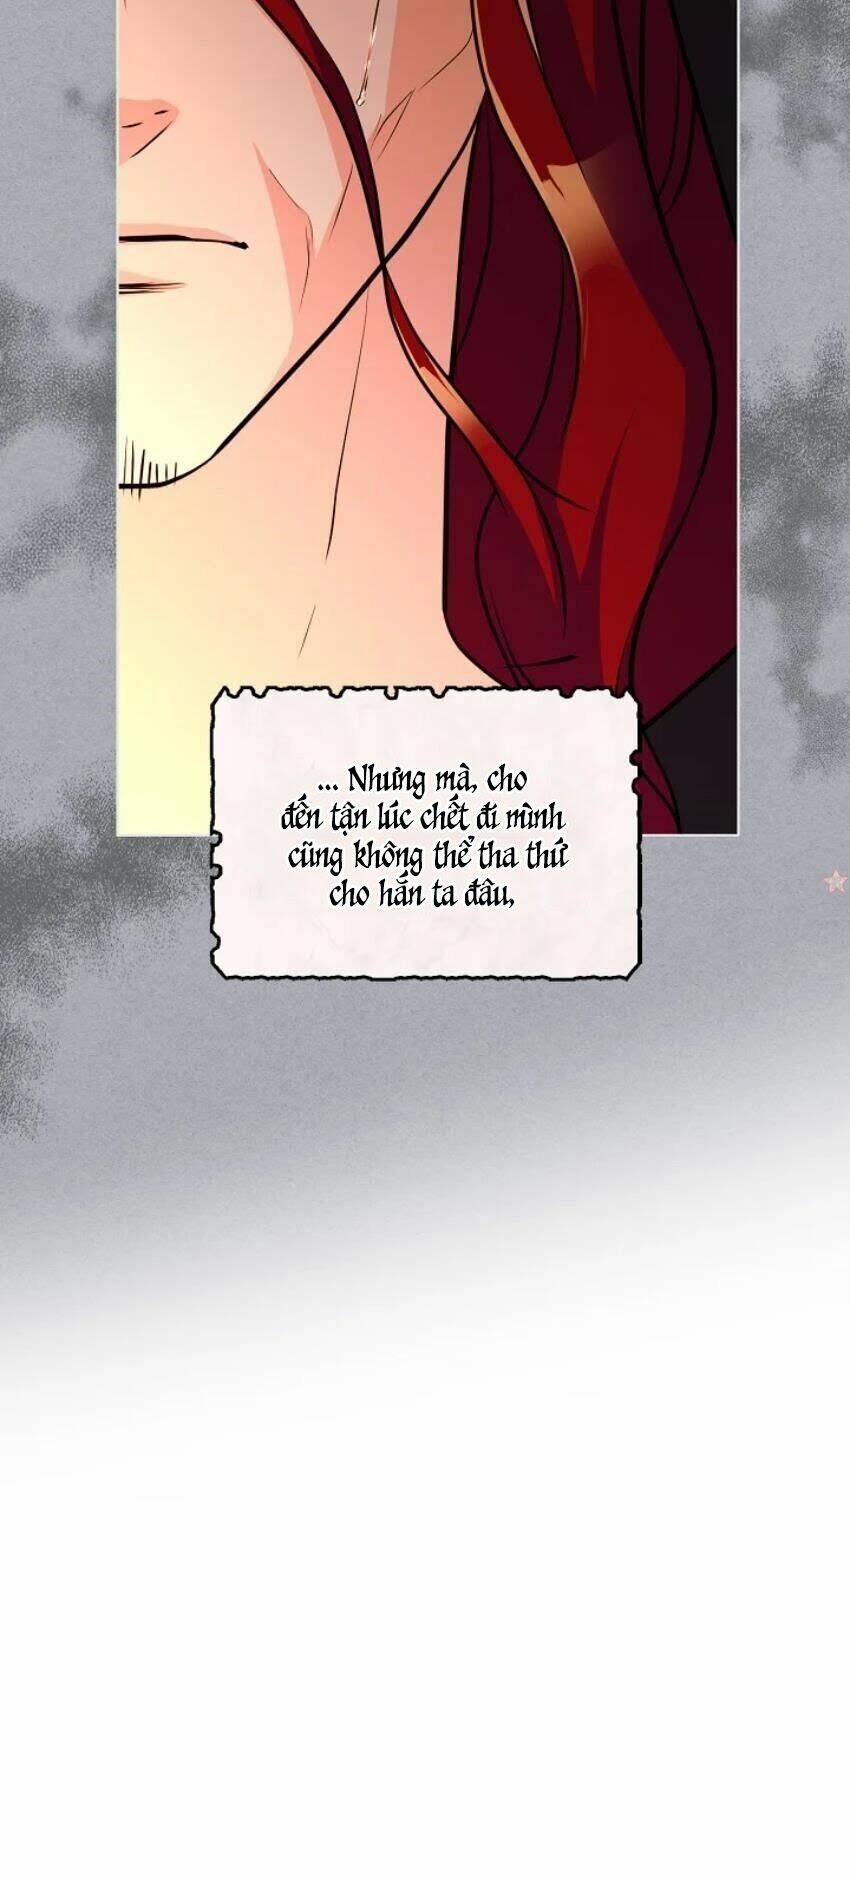 ... Nhưng mà, cho
đến tận lúc chết đi mình
cũng không thể tha thứ
cho hắn ta đâu,